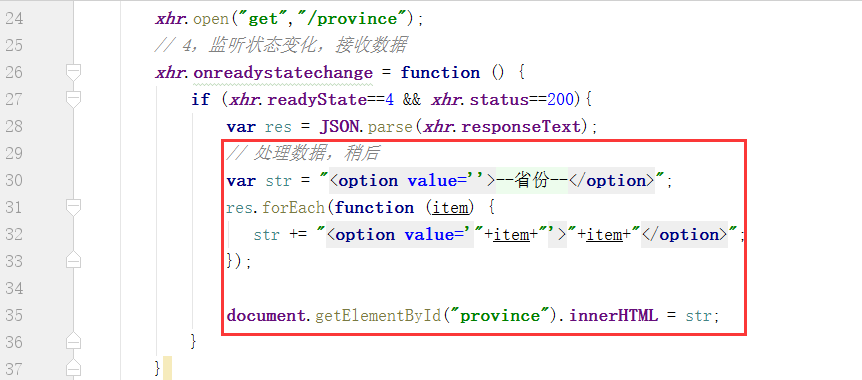 24 xhr.open("get","/province");
25 // 4，监听状态变化，接收数据
26 xhr.onreadystatechange = function () {
27 if (xhr.readyState==4 && xhr.status==200){
28 var res = JSON.parse(xhr.responseText);
29 // 处理数据，稍后
30 var str = "<option value=''>--省份--</option>";
31 res.forEach(function (item) {
32 str += "<option value='"+item+"'>"+item+"</option>";
33 });
34
35 document.getElementById("province").innerHTML = str;
36 }
37 }